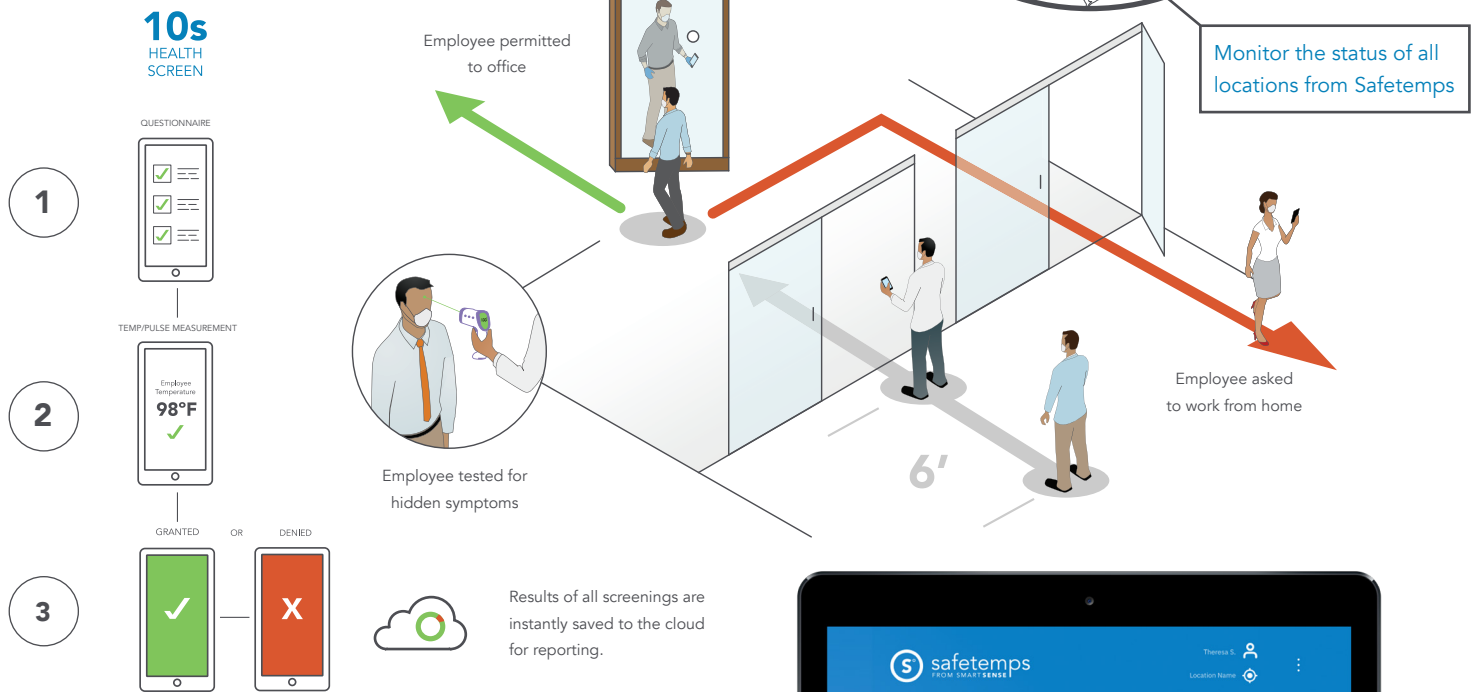 10s
HEALTH
SCREEN
1
QUESTIONNAIRE
2
TEMP/PULSE MEASUREMENT
Employee
Temperature
98°F
3
GRANTED OR DENIED
X
Results of all screenings are
instantly saved to the cloud
for reporting.
Employee permitted
to office
Employee tested for
hidden symptoms
6'
Employee asked
to work from home
Monitor the status of all
locations from Safetemps
S
safetemps
FROM SMARTSENSE
Theresa S.
Location Name